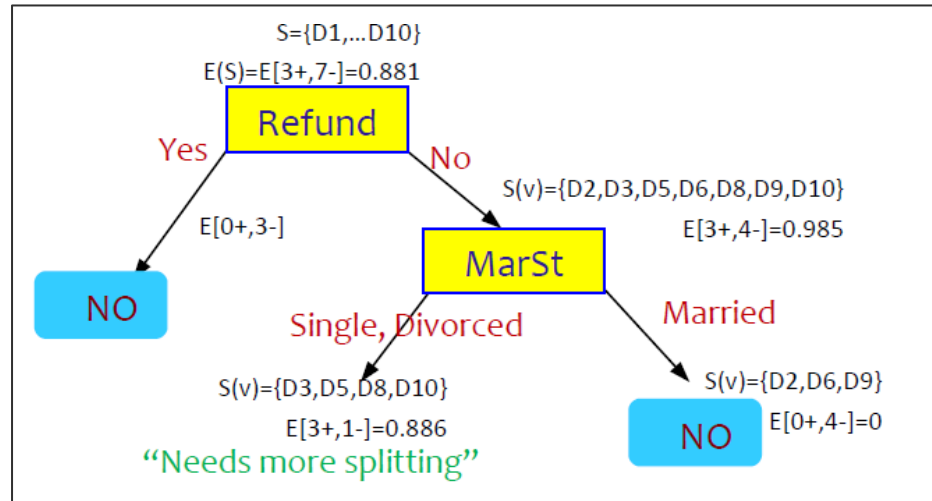 S={D1,...D10}
E(S)=E[3+,7-]=0.881
Refund
Yes
No
S(v)={D2,D3,D5,D6,D8,D9,D10}
E[0+,3-]
E[3+,4-]=0.985
MarSt
NO
Single, Divorced
Married
S(v)={D3,D5,D8,D10}
S(v)={D2,D6,D9}
E[3+,1-]=0.886
NO
E[0+,4-]=0
“Needs more splitting”